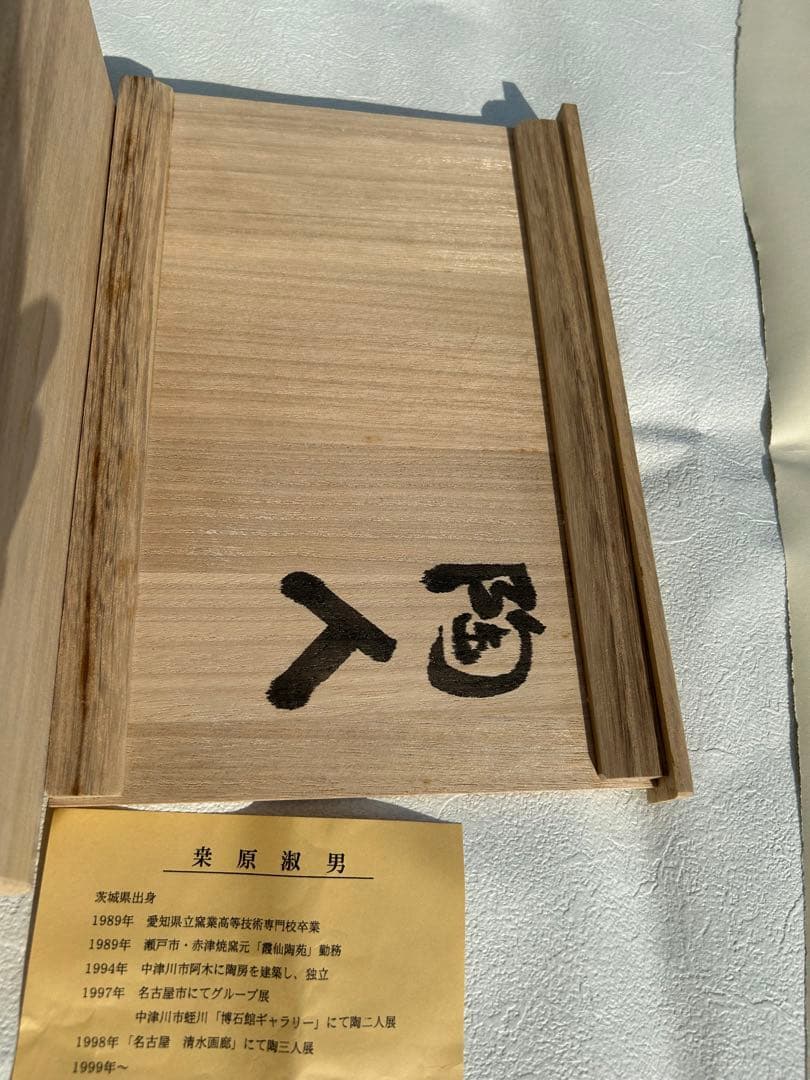 陶人
桒原淑男
茨城県出身
1989年 愛知県立窯業高等技術専門校卒業
1989年 瀬戸市・赤津焼窯元「霞仙陶苑」勤務
1994年 中津川市阿木に陶房を建築し、独立
1997年 名古屋市にてグループ展
中津川市蛭川「博石館ギャラリー」にて陶二人展
1998年「名古屋 清水画廊」にて陶三人展
1999年～